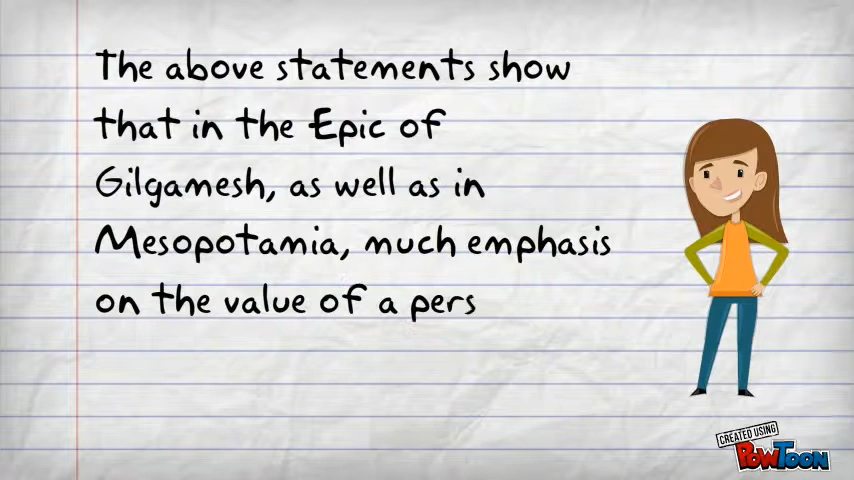 The above statements show
that in the Epic of
Gilgamesh, as well as in
Mesopotamia, much emphasis
on the value of a pers
CREATED USING
POWTOON